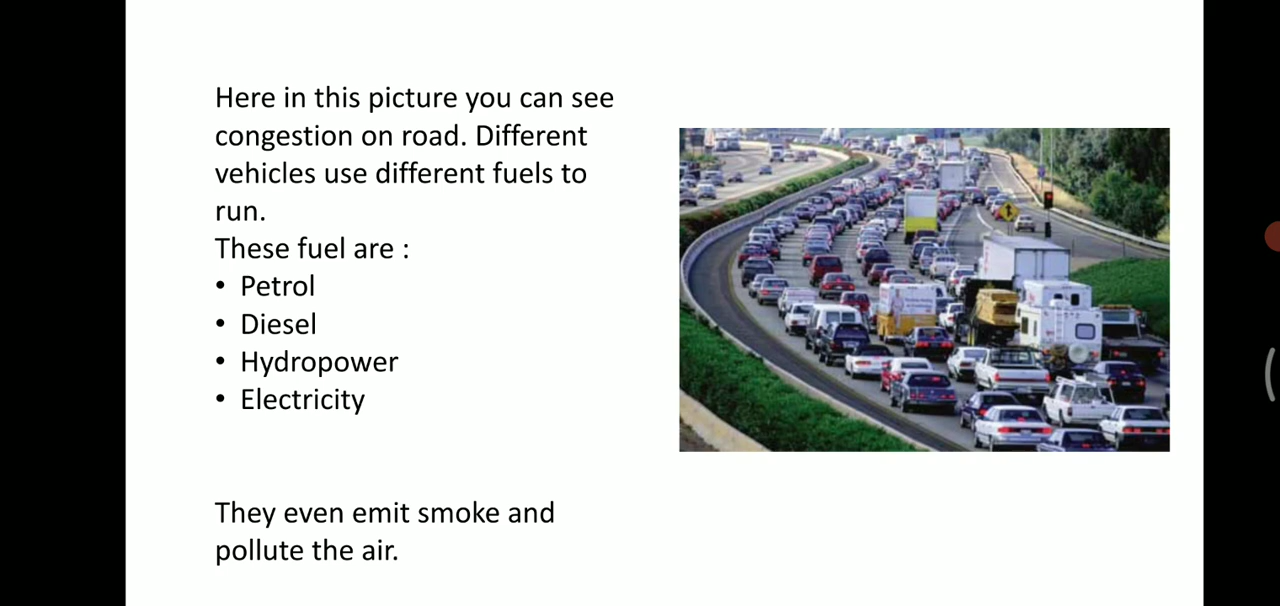 Here in this picture you can see
congestion on road. Different
vehicles use different fuels to
run.
These fuel are :
• Petrol
• Diesel
• Hydropower
• Electricity
They even emit smoke and
pollute the air.